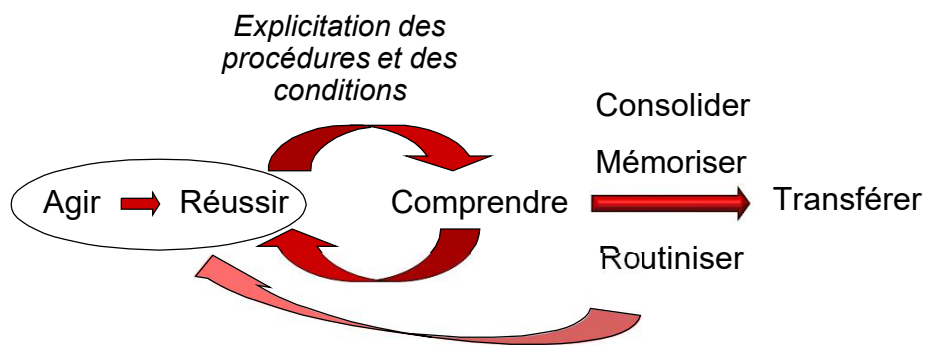 Explicitation des
procédures et des
conditions
Consolider
Mémoriser
Agir
Réussir
Comprendre
Transférer
Routiniser